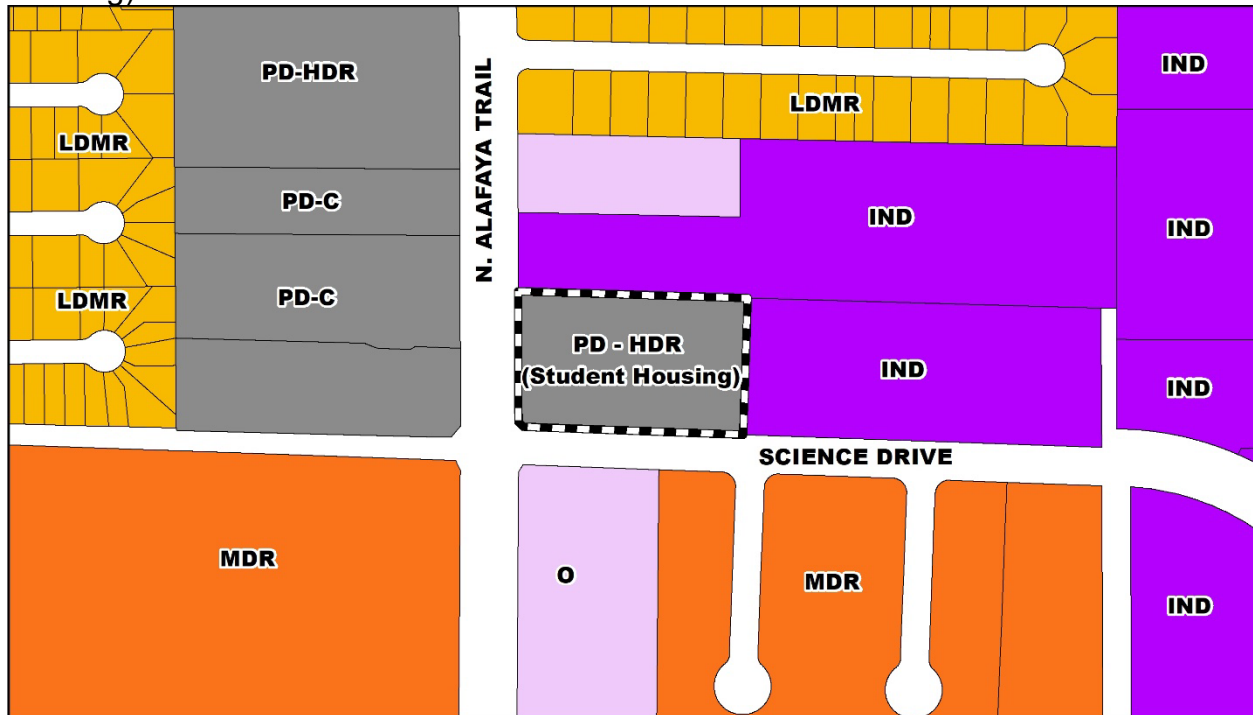 g)
PD-HDR
IND
LDMR
LDMR
PD-C
N. ALAFAYA TRAIL
IND
IND
PD-C
LDMR
PD - HDR
(Student Housing)
IND
IND
SCIENCE DRIVE
MDR
O
MDR
IND